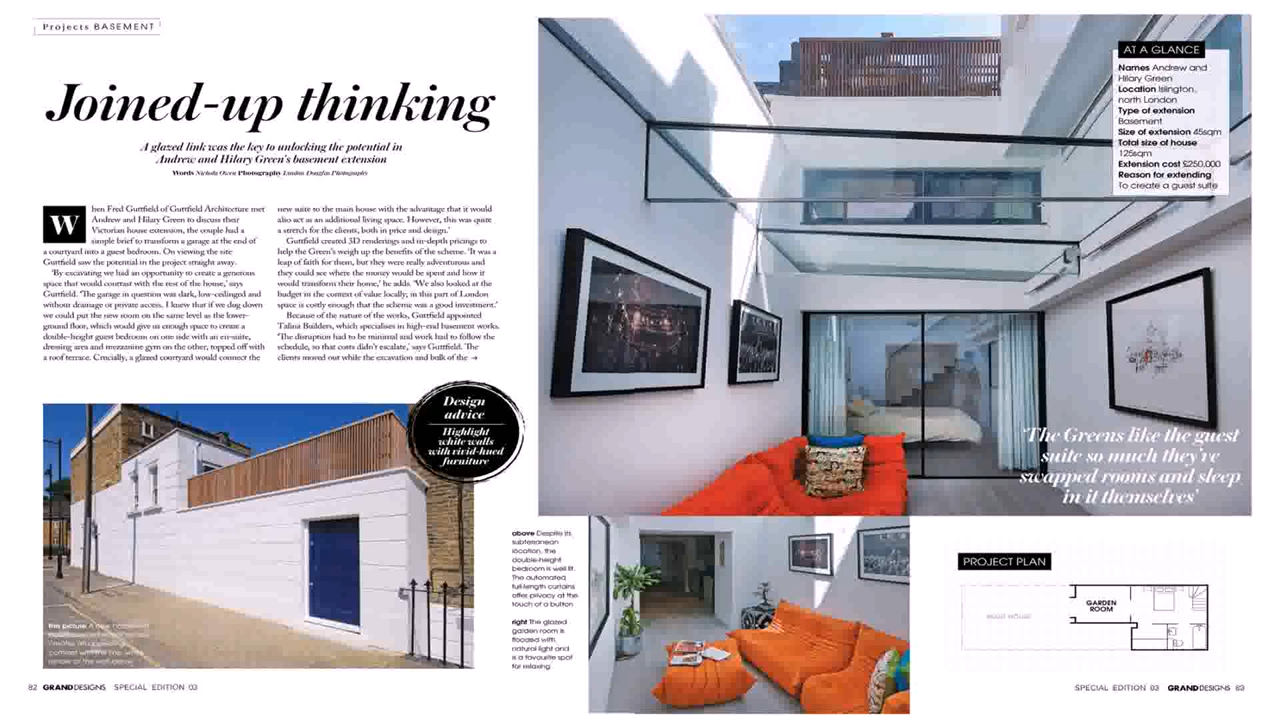 Projects BASEMENT
Joined-up thinking
A glazed link was the key to unlocking the potential in
Andrew and Hilary Green's basement extension
Words Nichola Owen Photography London Douglas Photography
When Fred Guttfield of Guttfield Architecture met
Andrew and Hilary Green to discuss their
Victorian house extension, the couple had a
simple brief to transform a garage at the end of
a courtyard into a guest bedroom. On viewing the site
Guttfield saw the potential in the project straight away.
'By excavating we had an opportunity to create a generous
space that would contrast with the rest of the house,' says
Guttfield. 'The garage in question was dark, low-ceilinged and
without drainage or private access. I knew that if we dug down
we could put the new room on the same level as the lower-
ground floor, which would give us enough space to create a
double-height guest bedroom on one side with an en-suite,
dressing area and mezzanine gym on the other, topped off with
a roof terrace. Crucially, a glazed courtyard would connect the
new suite to the main house with the advantage that it would
also act as an additional living space. However, this was quite
a stretch for the clients, both in price and design.'
Guttfield created 3D renderings and in-depth pricings to
help the Green's weigh up the benefits of the scheme. 'It was a
leap of faith for them, but they were really adventurous and
they could see where the money would be spent and how it
would transform their home,' he adds. 'We also looked at the
budget in the context of value locally, in this part of London
space is costly enough that the scheme was a good investment.'
Because of the nature of the works, Guttfield appointed
Talina Builders, which specialises in high-end basement works.
'The disruption had to be minimal and work had to follow the
schedule, so that costs didn't escalate,' says Guttfield. 'The
clients moved out while the excavation and bulk of the →
Design
advice
Highlight
white walls
with vivid-hued
furniture
This picture A new
82 GRANDDESIGNS SPECIAL EDITION 03
AT A GLANCE
Names Andrew and
Hilary Green
Location Islington,
north London
Type of extension
Basement
Size of extension 45sqm
Total size of house
125sqm
Extension cost £250,000
Reason for extending
To create a guest suite
'The Greens like the guest
suite so much they've
swapped rooms and sleep
in it themselves'
above Despite its
subterranean
location, the
double-height
bedroom is well lit.
The automated
full-length curtains
offer privacy at the
touch of a button
right The glazed
garden room is
flooded with
natural light and
is a favourite spot
for relaxing
PROJECT PLAN
MAIN HOUSE
GARDEN
ROOM
SPECIAL EDITION 03 GRANDDESIGNS 83